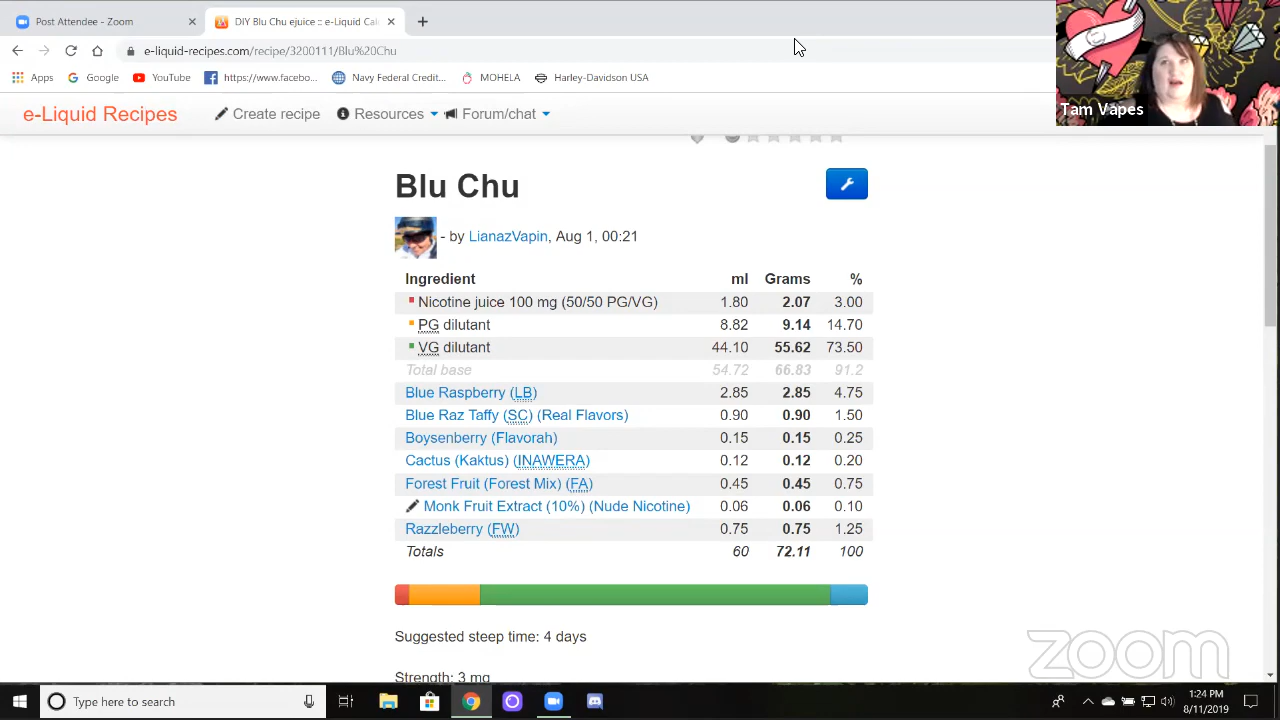 Post Attendee - Zoom
DIY Blu Chu ejuice :: e-Liquid Cal
e-liquid-recipes.com/recipe/3200111/Blu%20Chu
Apps Google YouTube https://www.facebo... Navy Federal Credit... MOHELA Harley-Davidson USA
Tam Vapes
e-Liquid Recipes Create recipe Resources Forum/chat
Blu Chu
- by LianazVapin, Aug 1, 00:21
Ingredient ml Grams %
Nicotine juice 100 mg (50/50 PG/VG) 1.80 2.07 3.00
PG dilutant 8.82 9.14 14.70
VG dilutant 44.10 55.62 73.50
Total base 54.72 66.83 91.2
Blue Raspberry (LB) 2.85 2.85 4.75
Blue Raz Taffy (SC) (Real Flavors) 0.90 0.90 1.50
Boysenberry (Flavorah) 0.15 0.15 0.25
Cactus (Kaktus) (INAWERA) 0.12 0.12 0.20
Forest Fruit (Forest Mix) (FA) 0.45 0.45 0.75
Monk Fruit Extract (10%) (Nude Nicotine) 0.06 0.06 0.10
Razzleberry (FW) 0.75 0.75 1.25
Totals 60 72.11 100
Suggested steep time: 4 days
Strength: 3 mg
zoom
Type here to search
1:24 PM
8/11/2019